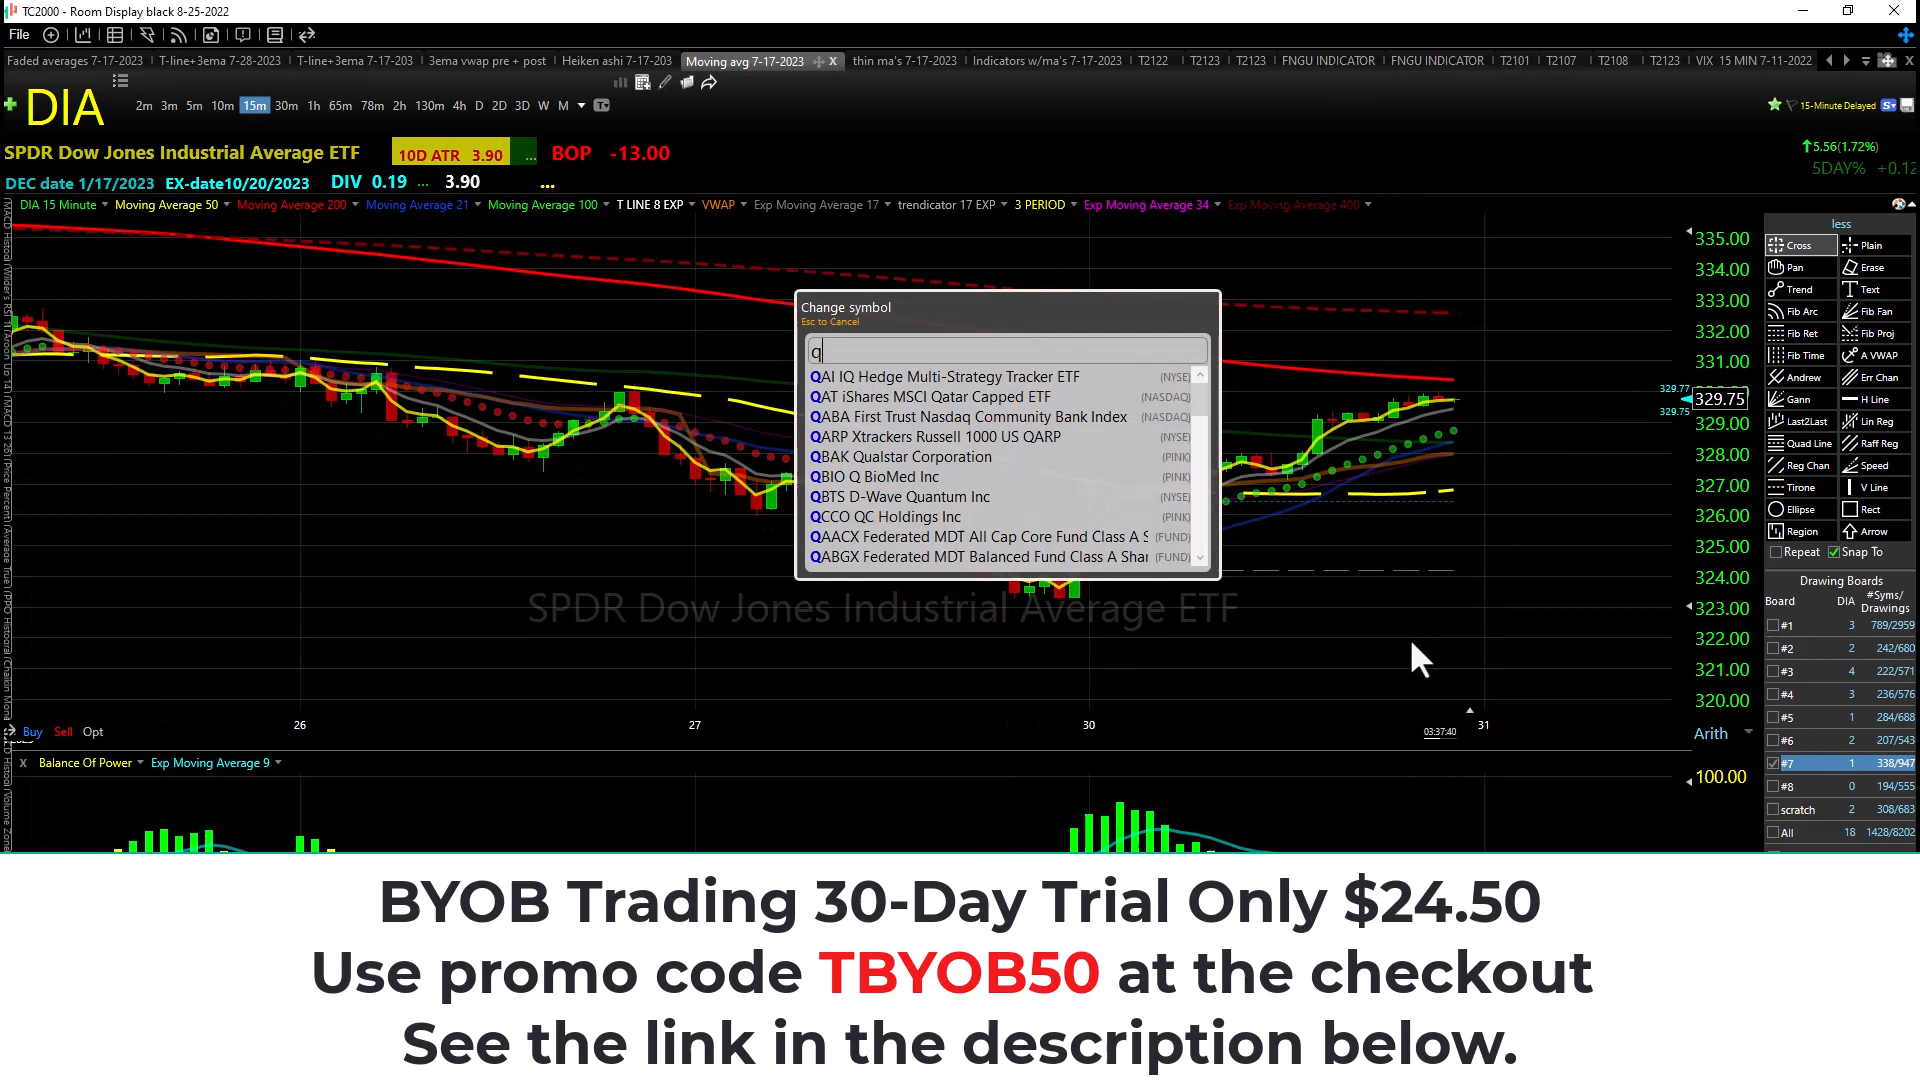 TC2000 - Room Display black 8-25-2022
File
Faded averages 7-17-2023 T-line+3ema 7-28-2023 T-line+3ema 7-17-203 3ema vwap pre + post Heiken ashi 7-17-203 Moving avg 7-17-2023 X thin ma's 7-17-2023 Indicators w/ma's 7-17-2023 T2122 T2123 T2123 FNGU INDICATOR FNGU INDICATOR T2101 T2107 T2108 T2123 VIX 15 MIN 7-11-2022 X
DIA 2m 3m 5m 10m 15m 30m 1h 65m 78m 2h 130m 4h D 2D 3D W M
15-Minute Delayed
SPDR Dow Jones Industrial Average ETF 10D ATR 3.90 ... BOP -13.00
5.56(1.72%)
5DAY% +0.12
DEC date 1/17/2023 EX-date10/20/2023 DIV 0.19 ... 3.90 ...
DIA 15 Minute Moving Average 50 Moving Average 200 Moving Average 21 Moving Average 100 T LINE 8 EXP VWAP Exp Moving Average 17 trendicator 17 EXP 3 PERIOD Exp Moving Average 34 Exp Moving Average 400
335.00
334.00
333.00
332.00
331.00
329.77
329.75
329.75
329.00
328.00
327.00
326.00
325.00
324.00
323.00
322.00
321.00
320.00
Change symbol
Esc to Cancel
q
QAI IQ Hedge Multi-Strategy Tracker ETF (NYSE)
QAT iShares MSCI Qatar Capped ETF (NASDAQ)
QABA First Trust Nasdaq Community Bank Index (NASDAQ)
QARP Xtrackers Russell 1000 US QARP (NYSE)
QBAK Qualstar Corporation (PINK)
QBIO Q BioMed Inc (PINK)
QBTS D-Wave Quantum Inc (NYSE)
QCCO QC Holdings Inc (PINK)
QAACX Federated MDT All Cap Core Fund Class A S (FUND)
QABGX Federated MDT Balanced Fund Class A Shar (FUND)
SPDR Dow Jones Industrial Average ETF
26 27 30 31
03:37:40
Buy Sell Opt
Arith
X Balance Of Power Exp Moving Average 9
100.00
less
Cross Plain
Pan Erase
Trend Text
Fib Arc Fib Fan
Fib Ret Fib Proj
Fib Time A VWAP
Andrew Err Chan
Gann H Line
Last2Last Lin Reg
Quad Line Raff Reg
Reg Chan Speed
Tirone V Line
Ellipse Rect
Region Arrow
Repeat Snap To
Drawing Boards
Board DIA #Syms/
Drawings
#1 3 789/2959
#2 2 242/680
#3 4 222/571
#4 3 236/576
#5 1 284/688
#6 2 207/543
#7 1 338/947
#8 0 194/555
scratch 2 308/683
All 18 1428/8202
BYOB Trading 30-Day Trial Only $24.50
Use promo code TBYOB50 at the checkout
See the link in the description below.